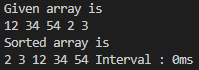 Given array is
12 34 54 2 3
Sorted array is
2 3 12 34 54 Interval : 0ms